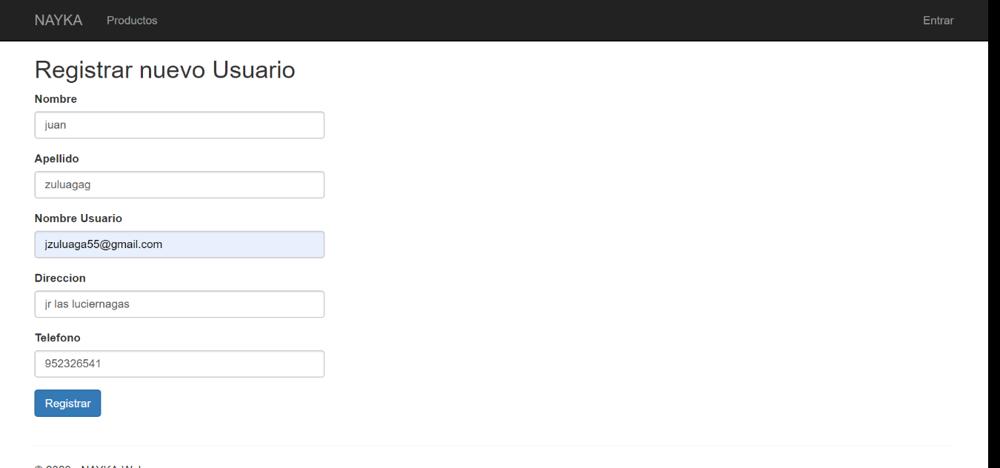 NAYKA Productos Entrar
Registrar nuevo Usuario
Nombre
juan
Apellido
zuluagag
Nombre Usuario
jzuluaga55@gmail.com
Direccion
jr las luciernagas
Telefono
952326541
Registrar
NAYKA